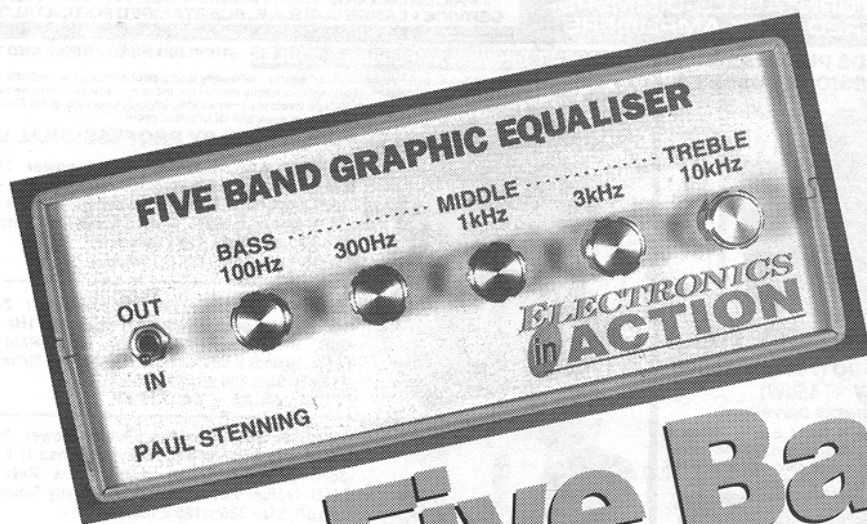 FIVE BAND GRAPHIC EQUALISER
BASS ............ MIDDLE ............ TREBLE
100Hz 300Hz 1kHz 3kHz 10kHz
OUT
IN
ELECTRONICS
in ACTION
PAUL STENNING
Five Ba